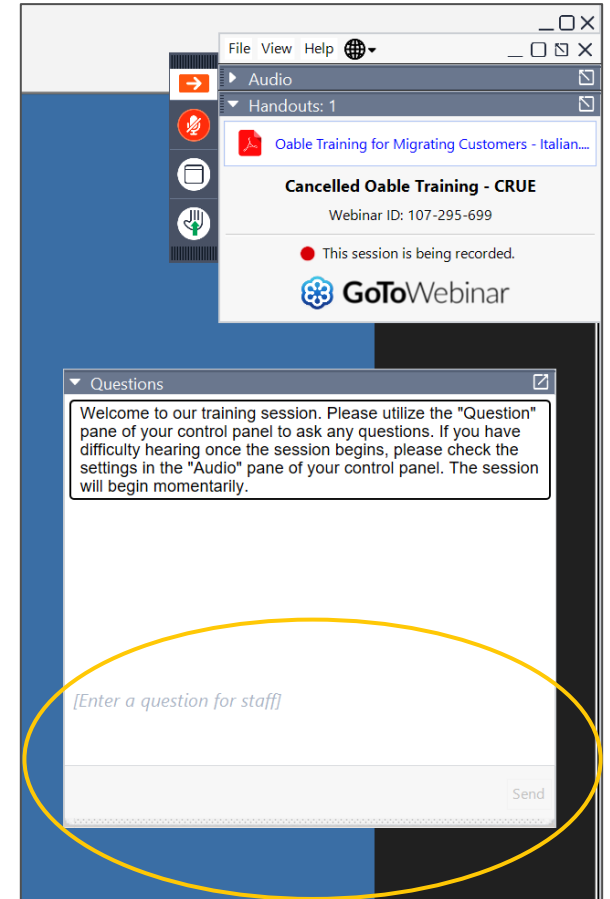 File View Help
Audio
Handouts: 1
Oable Training for Migrating Customers - Italian....
Cancelled Oable Training - CRUE
Webinar ID: 107-295-699
This session is being recorded.
GoToWebinar
Questions
Welcome to our training session. Please utilize the "Question"
pane of your control panel to ask any questions. If you have
difficulty hearing once the session begins, please check the
settings in the "Audio" pane of your control panel. The session
will begin momentarily.
[Enter a question for staff]
Send